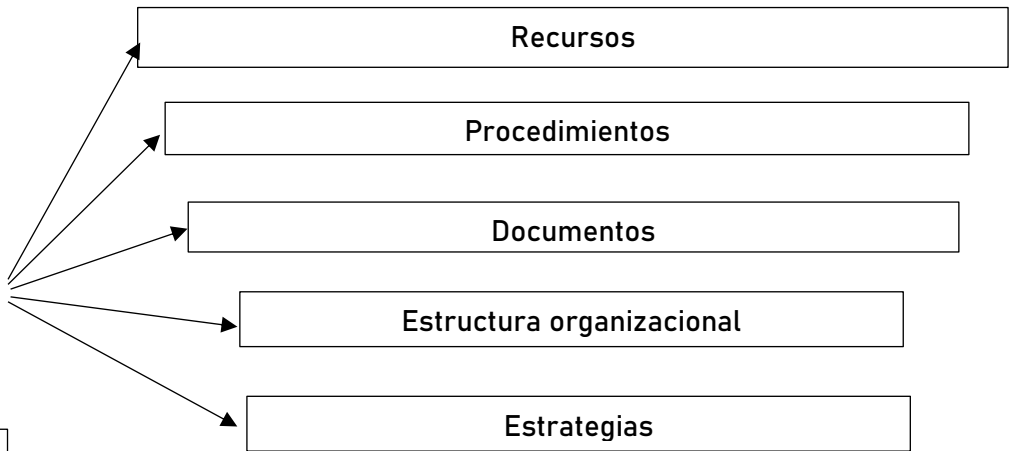 Recursos
Procedimientos
Documentos
Estructura organizacional
Estrategias